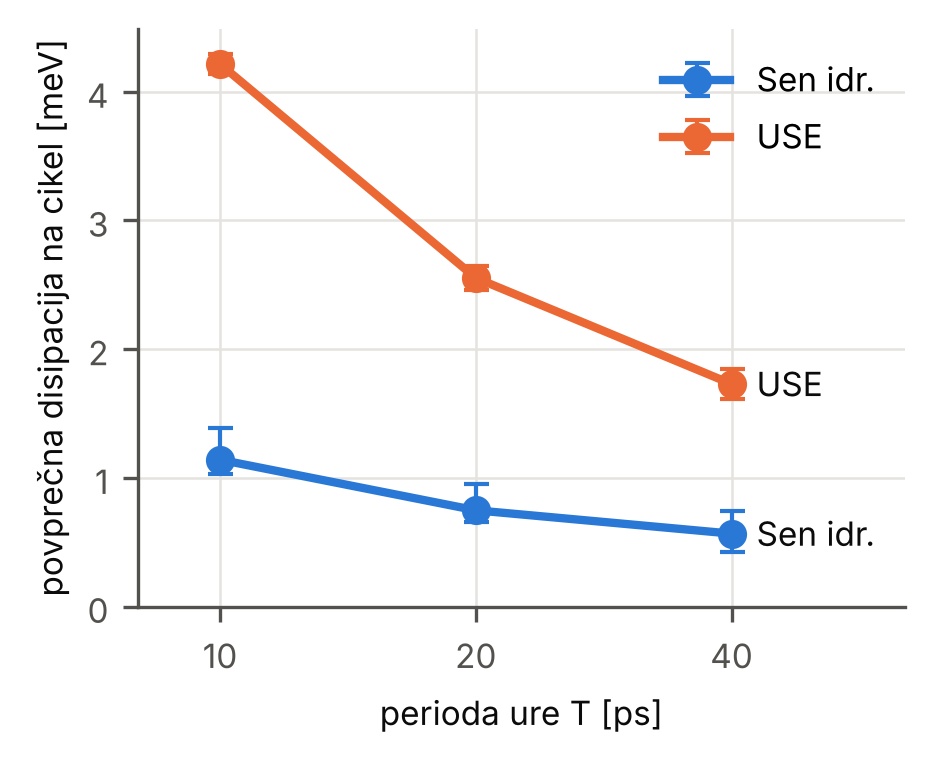 povprečna disipacija na cikel [meV]
4
3
2
1
0
Sen idr.
USE
USE
Sen idr.
10 20 40
perioda ure T [ps]